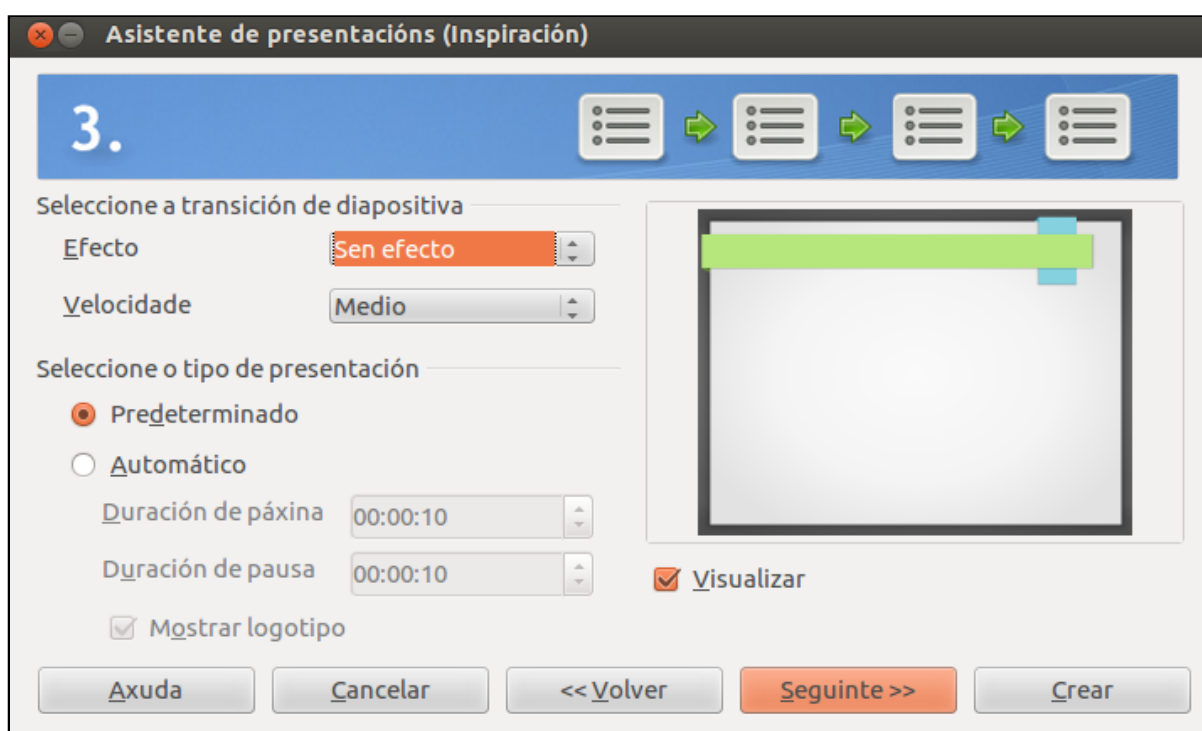 Asistente de presentacións (Inspiración)
3.
Seleccione a transición de diapositiva
Efecto Sen efecto
Velocidade Medio
Seleccione o tipo de presentación
Predeterminado
Automático
Duración de páxina 00:00:10
Duración de pausa 00:00:10
Mostrar logotipo
Visualizar
Axuda Cancelar << Volver Seguinte >> Crear